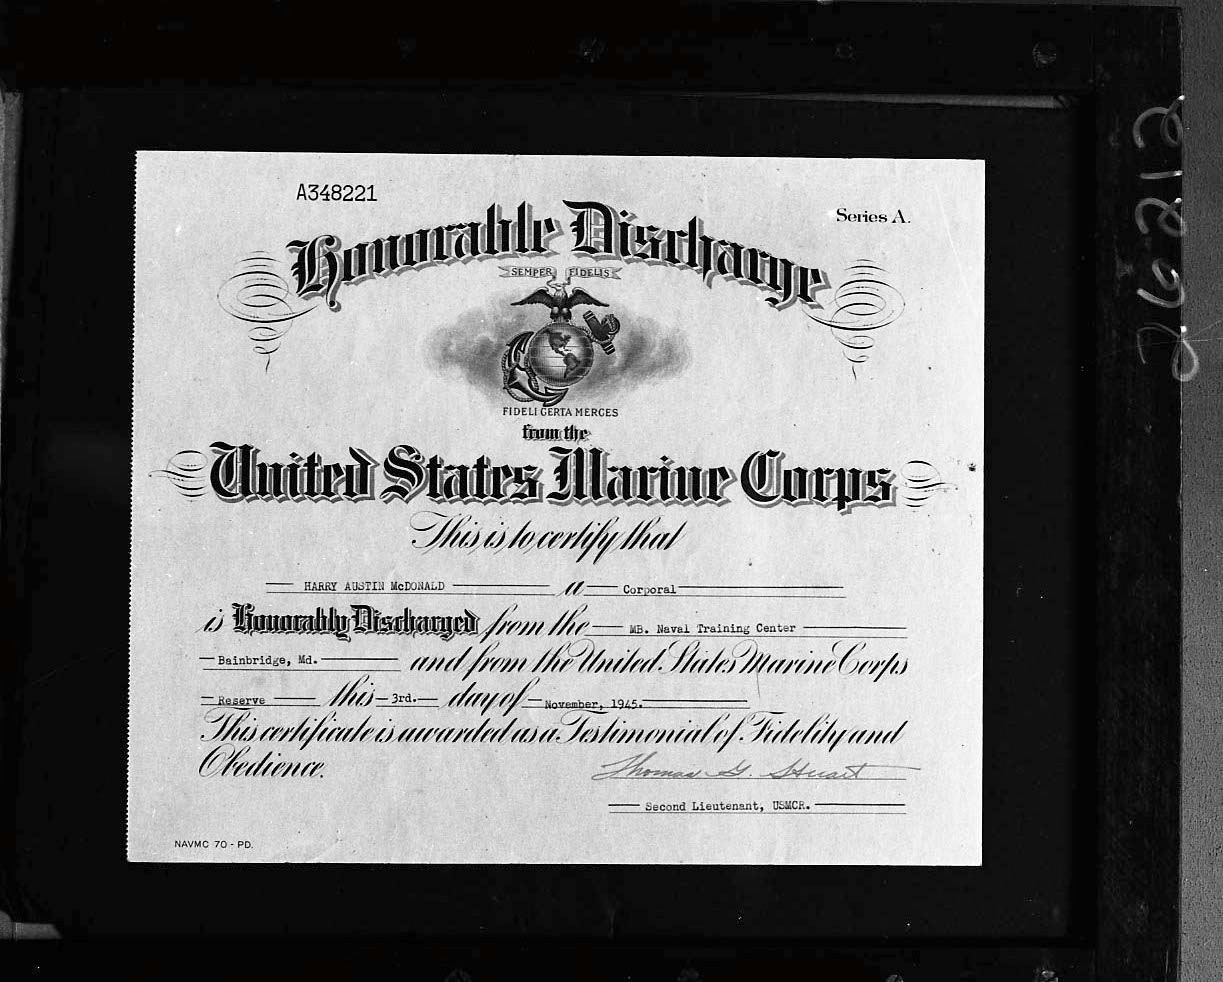 A348221
Series A.
Honorable Discharge
SEMPER FIDELIS
FIDELI CERTA MERCES
from the
United States Marine Corps
This is to certify that
HARRY AUSTIN McDONALD a Corporal
is Honorably Discharged from the MB. Naval Training Center
Bainbridge, Md. and from the United States Marine Corps
Reserve this 3rd. day of November, 1945.
This certificate is awarded as a Testimonial of Fidelity and
Obedience. Thomas G. Stuart
Second Lieutenant, USMCR.
NAVMC 70 - PD.